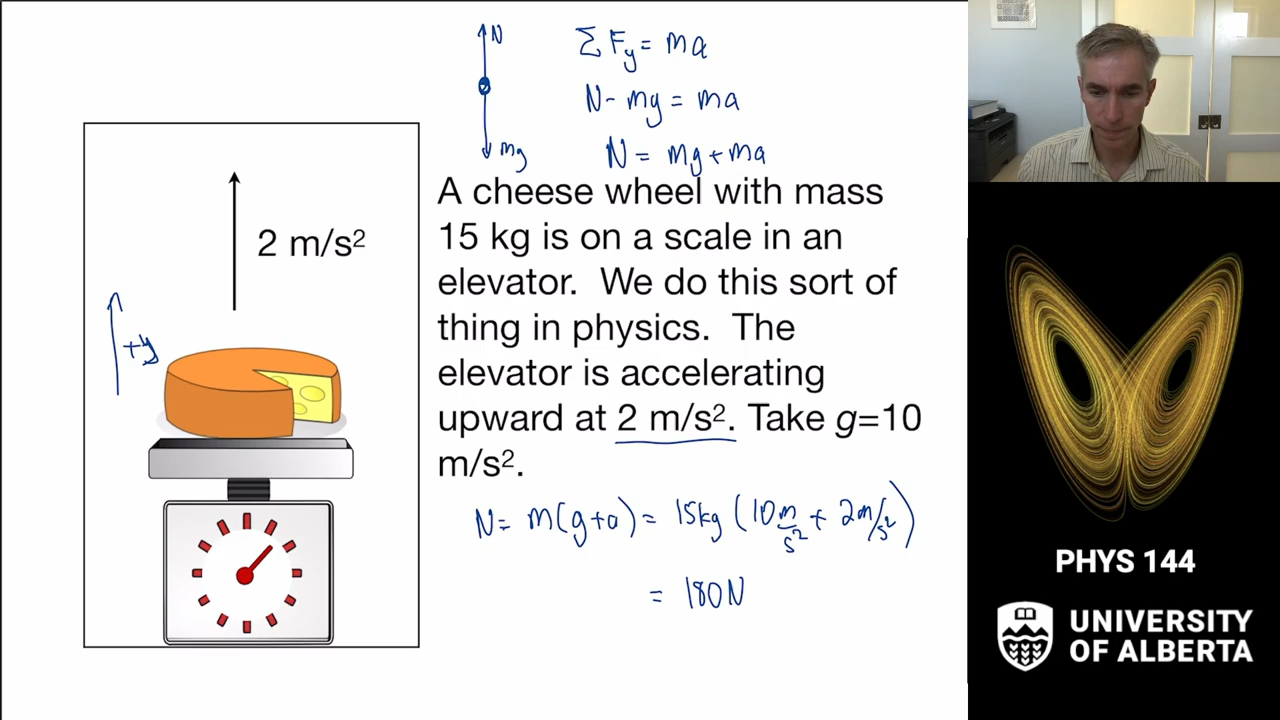 N
mg
ΣFy = ma
N - mg = ma
N = mg + ma
2 m/s²
+y
A cheese wheel with mass
15 kg is on a scale in an
elevator. We do this sort of
thing in physics. The
elevator is accelerating
upward at 2 m/s². Take g=10
m/s².
N = m(g+a) = 15kg (10 m/s² + 2 m/s²)
= 180N
PHYS 144
UNIVERSITY
OF ALBERTA